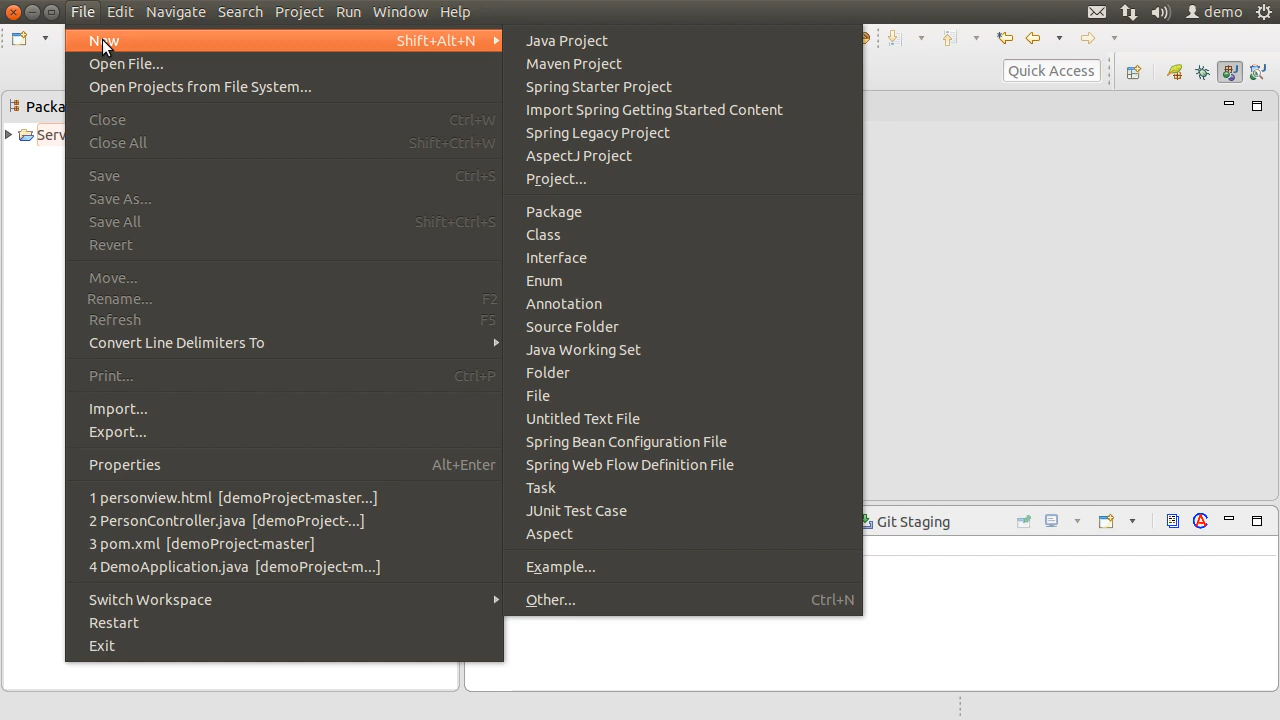 File Edit Navigate Search Project Run Window Help demo
New Shift+Alt+N
Open File...
Open Projects from File System...
Close Ctrl+W
Close All Shift+Ctrl+W
Save Ctrl+S
Save As...
Save All Shift+Ctrl+S
Revert
Move...
Rename... F2
Refresh F5
Convert Line Delimiters To
Print... Ctrl+P
Import...
Export...
Properties Alt+Enter
1 personview.html [demoProject-master...]
2 PersonController.java [demoProject-...]
3 pom.xml [demoProject-master]
4 DemoApplication.java [demoProject-m...]
Switch Workspace
Restart
Exit
Java Project
Maven Project
Spring Starter Project
Import Spring Getting Started Content
Spring Legacy Project
AspectJ Project
Project...
Package
Class
Interface
Enum
Annotation
Source Folder
Java Working Set
Folder
File
Untitled Text File
Spring Bean Configuration File
Spring Web Flow Definition File
Task
JUnit Test Case
Aspect
Example...
Other... Ctrl+N
Quick Access
Packa
Serv
Git Staging